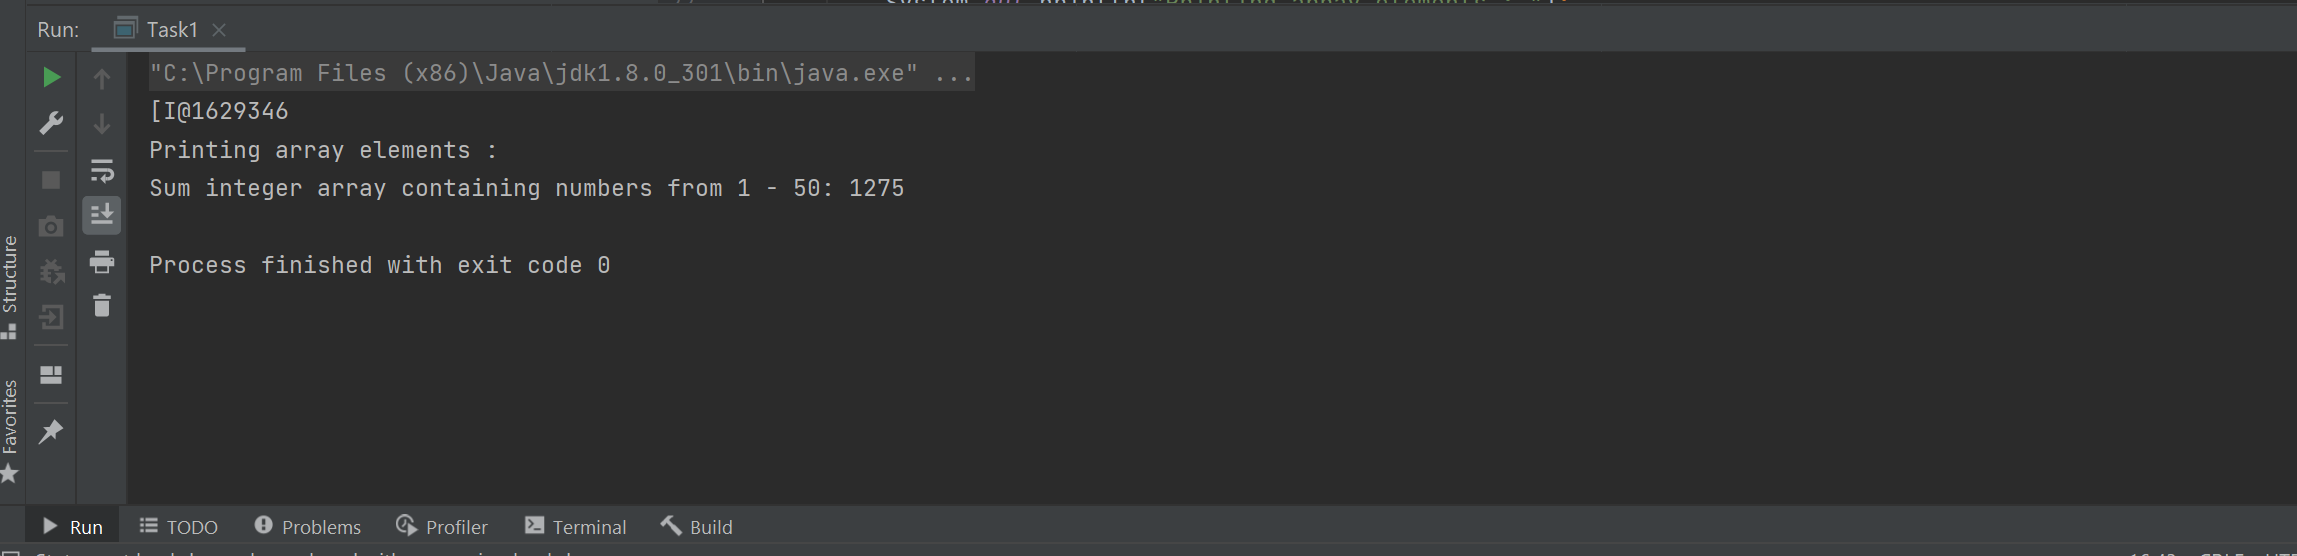 Run: Task1
"C:\Program Files (x86)\Java\jdk1.8.0_301\bin\java.exe" ...
[I@1629346
Printing array elements :
Sum integer array containing numbers from 1 - 50: 1275
Process finished with exit code 0
Structure
Favorites
Run TODO Problems Profiler Terminal Build